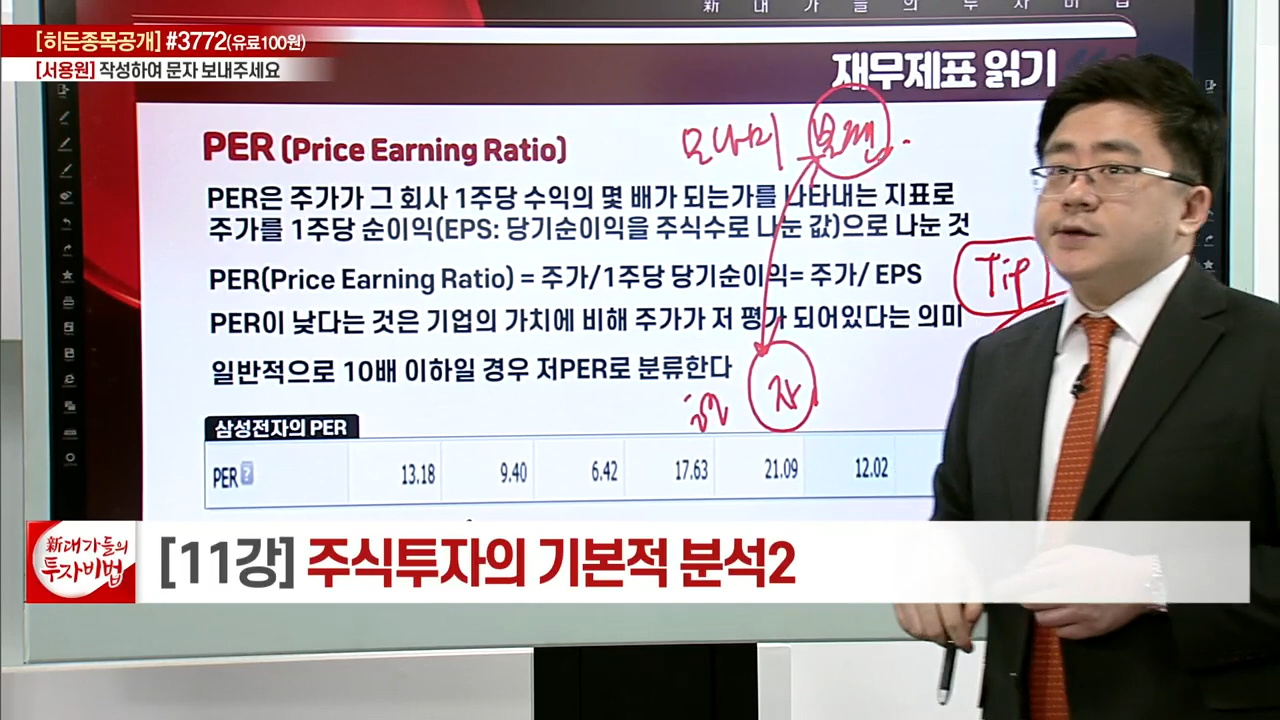 新 대 가 들 의 투 자 비 법
[히든종목공개] #3772(유료100원)
[서용원] 작성하여 문자 보내주세요
재무제표 읽기
PER (Price Earning Ratio)
모나미 볼펜.
PER은 주가가 그 회사 1주당 수익의 몇 배가 되는가를 나타내는 지표로
주가를 1주당 순이익(EPS: 당기순이익을 주식수로 나눈 값)으로 나눈 것
PER(Price Earning Ratio) = 주가/1주당 당기순이익= 주가/ EPS
Tip
PER이 낮다는 것은 기업의 가치에 비해 주가가 저 평가 되어있다는 의미
일반적으로 10배 이하일 경우 저PER로 분류한다
자
삼성전자의 PER
PER ? 13.18 9.40 6.42 17.63 21.09 12.02
新대가들의
투자비법
[11강] 주식투자의 기본적 분석2